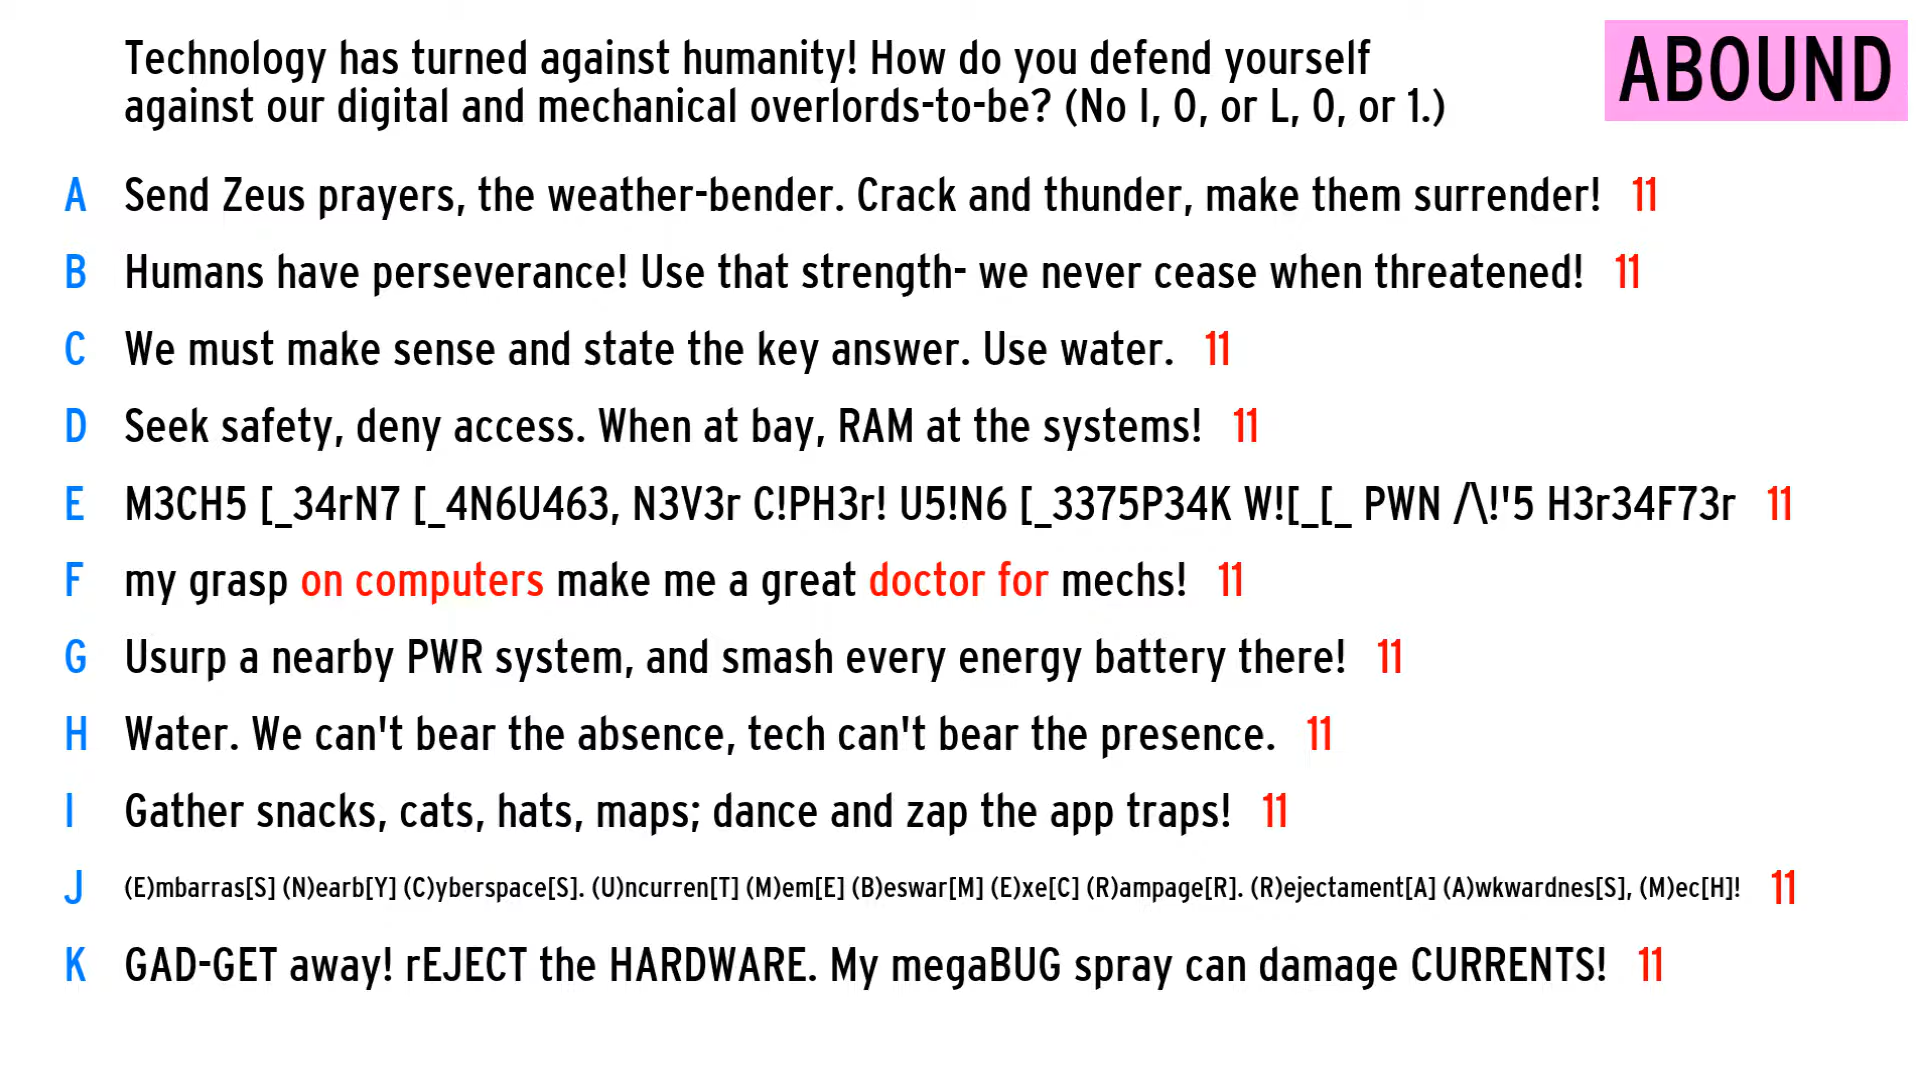 Technology has turned against humanity! How do you defend yourself
against our digital and mechanical overlords-to-be? (No I, O, or L, 0, or 1.)
ABOUND
A Send Zeus prayers, the weather-bender. Crack and thunder, make them surrender! 11
B Humans have perseverance! Use that strength- we never cease when threatened! 11
C We must make sense and state the key answer. Use water. 11
D Seek safety, deny access. When at bay, RAM at the systems! 11
E M3CH5 [_34rN7 [_4N6U463, N3V3r C!PH3r! U5!N6 [_3375P34K W![_[_ PWN /\!'5 H3r34F73r 11
F my grasp on computers make me a great doctor for mechs! 11
G Usurp a nearby PWR system, and smash every energy battery there! 11
H Water. We can't bear the absence, tech can't bear the presence. 11
I Gather snacks, cats, hats, maps; dance and zap the app traps! 11
J (E)mbarras[S] (N)earb[Y] (C)yberspace[S]. (U)ncurren[T] (M)em[E] (B)eswar[M] (E)xe[C] (R)ampage[R]. (R)ejectament[A] (A)wkwardnes[S], (M)ec[H]! 11
K GAD-GET away! rEJECT the HARDWARE. My megaBUG spray can damage CURRENTS! 11